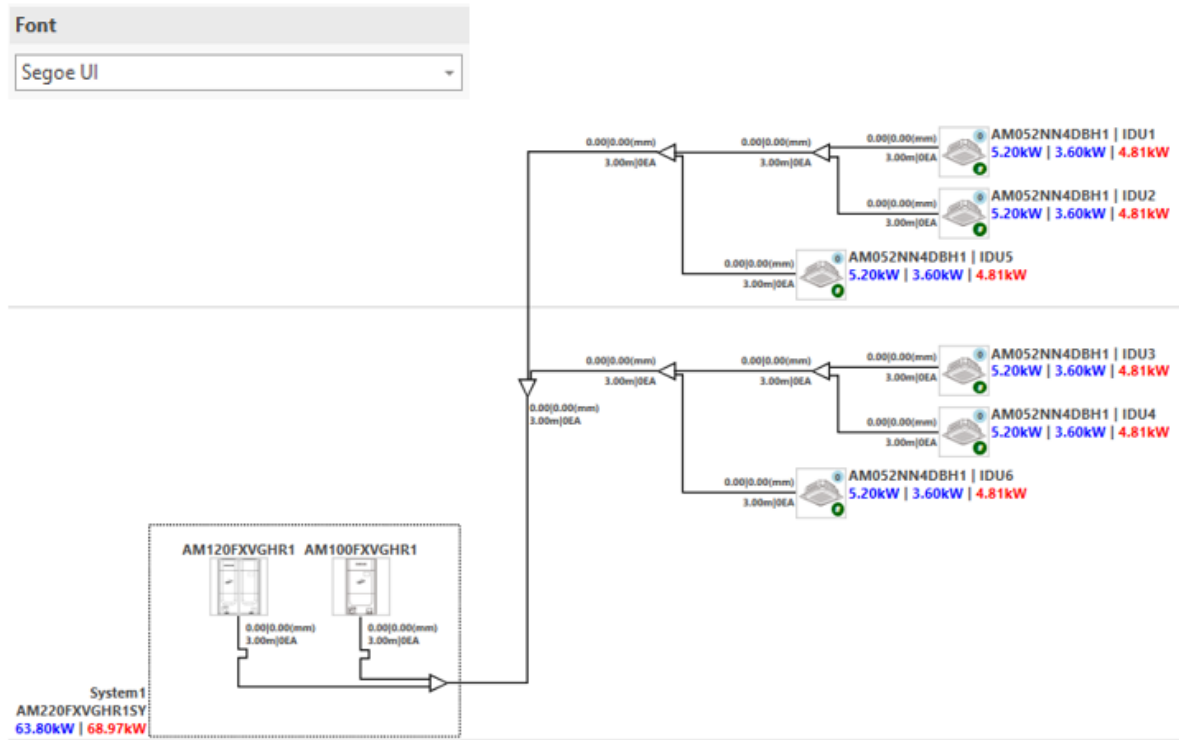 Font
Segoe UI
0.00|0.00(mm)
3.00m|0EA
0.00|0.00(mm)
3.00m|0EA
0.00|0.00(mm)
3.00m|0EA
0
#
AM052NN4DBH1 | IDU1
5.20kW | 3.60kW | 4.81kW
0.00|0.00(mm)
3.00m|0EA
0
#
AM052NN4DBH1 | IDU2
5.20kW | 3.60kW | 4.81kW
0.00|0.00(mm)
3.00m|0EA
0
#
AM052NN4DBH1 | IDU5
5.20kW | 3.60kW | 4.81kW
0.00|0.00(mm)
3.00m|0EA
0.00|0.00(mm)
3.00m|0EA
0.00|0.00(mm)
3.00m|0EA
0
#
AM052NN4DBH1 | IDU3
5.20kW | 3.60kW | 4.81kW
0.00|0.00(mm)
3.00m|0EA
0.00|0.00(mm)
3.00m|0EA
0
#
AM052NN4DBH1 | IDU4
5.20kW | 3.60kW | 4.81kW
0.00|0.00(mm)
3.00m|0EA
0
#
AM052NN4DBH1 | IDU6
5.20kW | 3.60kW | 4.81kW
AM120FXVGHR1 AM100FXVGHR1
0.00|0.00(mm)
3.00m|0EA
0.00|0.00(mm)
3.00m|0EA
System1
AM220FXVGHR1SY
63.80kW | 68.97kW